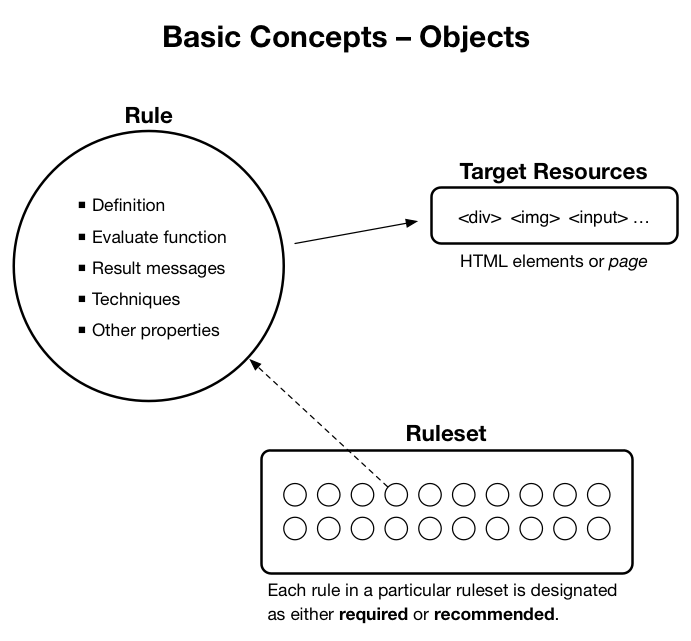 Basic Concepts – Objects
Rule
▪ Definition
▪ Evaluate function
▪ Result messages
▪ Techniques
▪ Other properties
Target Resources
<div> <img> <input> …
HTML elements or page
Ruleset
Each rule in a particular ruleset is designated
as either required or recommended.